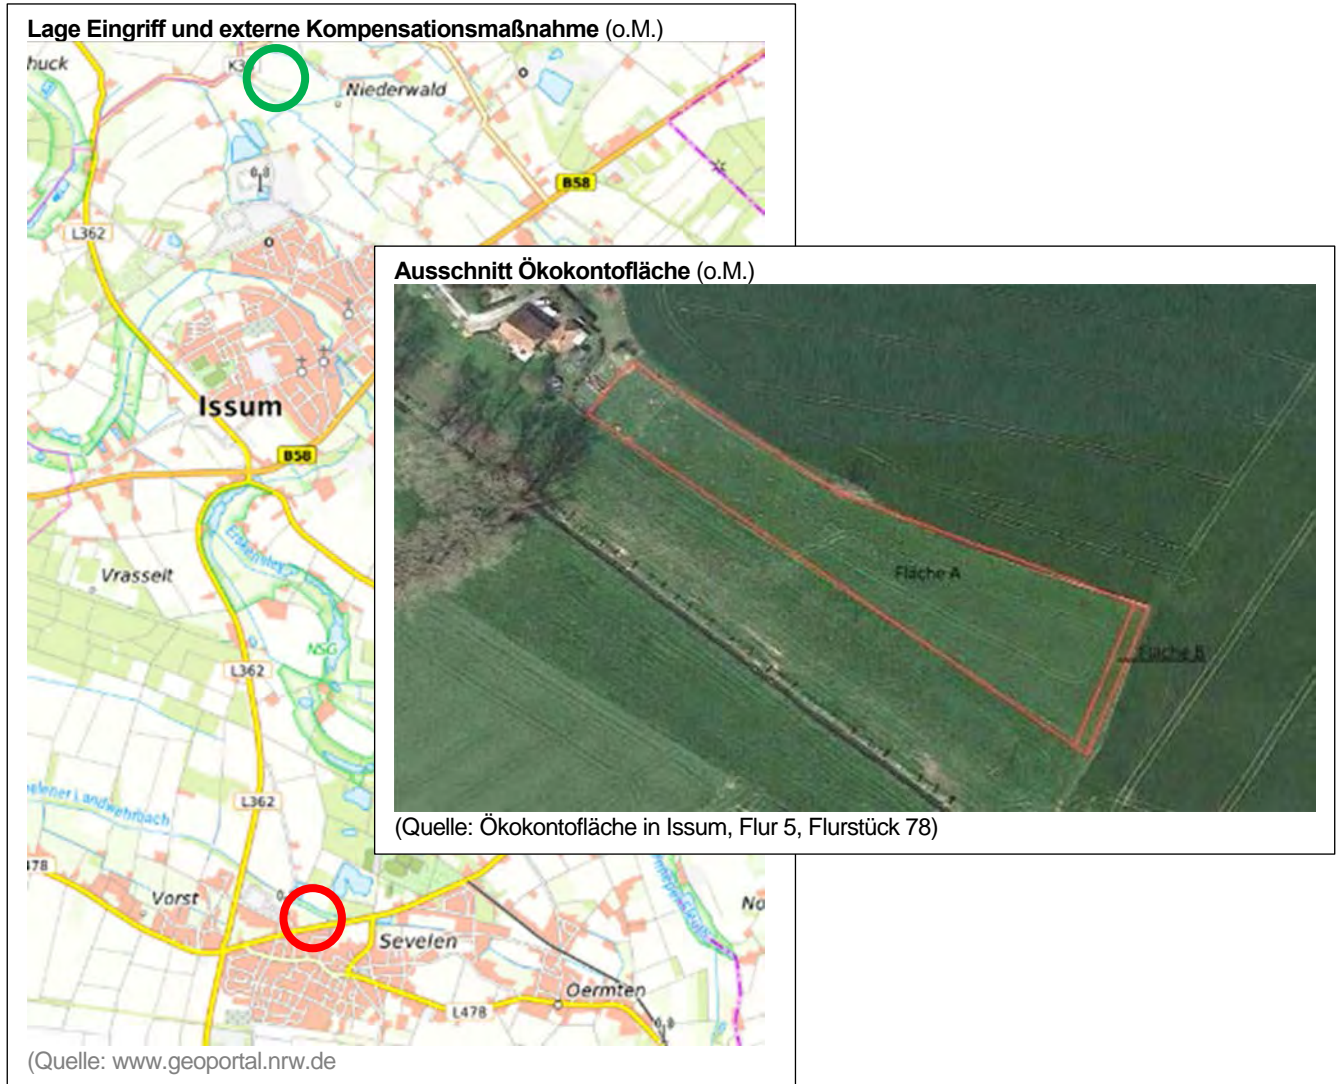 Lage Eingriff und externe Kompensationsmaßnahme (o.M.)
huck
K3
Niederwald
B58
L362
Ausschnitt Ökokontofläche (o.M.)
Issum
B58
Fläche A
Vrasselt
Fläche B
NSG
L362
elener Landwehrbach
L362
(Quelle: Ökokontofläche in Issum, Flur 5, Flurstück 78)
478
Vorst
No
Sevelen
Oermten
L478
(Quelle: www.geoportal.nrw.de